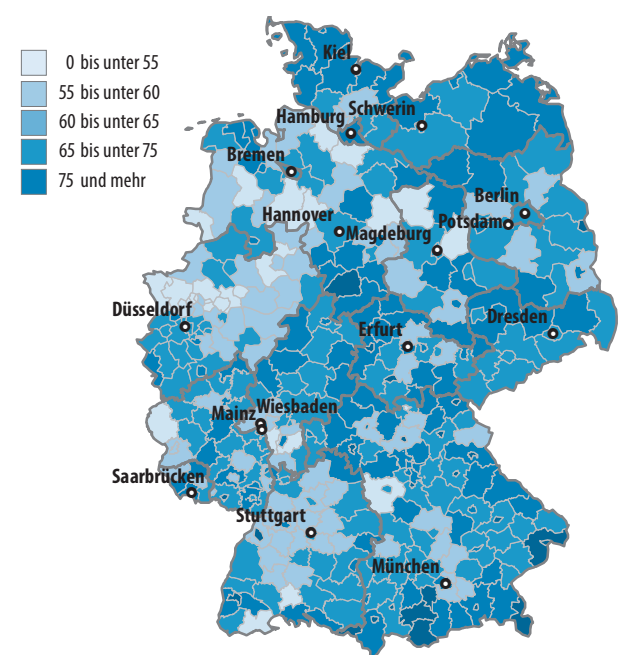 0 bis unter 55
55 bis unter 60
60 bis unter 65
65 bis unter 75
75 und mehr
Kiel
Hamburg
Schwerin
Bremen
Hannover
Berlin
Magdeburg
Potsdam
Düsseldorf
Erfurt
Dresden
Mainz
Wiesbaden
Saarbrücken
Stuttgart
München